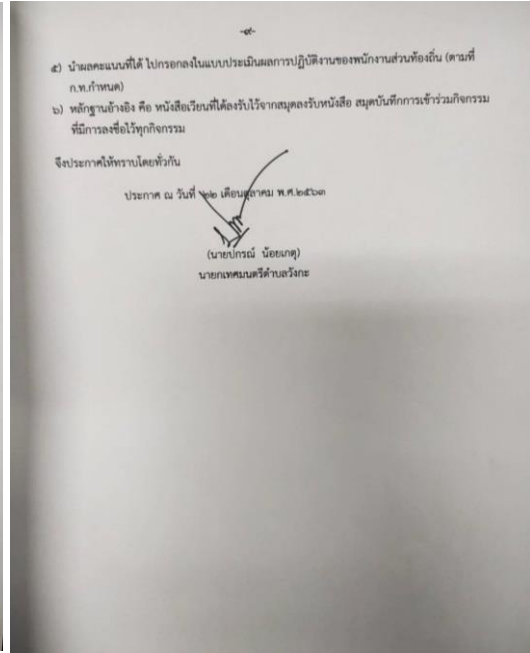 -๙-
๕) นำผลคะแนนที่ได้ ไปกรอกลงในแบบประเมินผลการปฏิบัติงานของพนักงานส่วนท้องถิ่น (ตามที่
ก.ท.กำหนด)
๖) หลักฐานอ้างอิง คือ หนังสือเวียนที่ได้ลงรับไว้จากสมุดลงรับหนังสือ สมุดบันทึกการเข้าร่วมกิจกรรม
ที่มีการลงชื่อไว้ทุกกิจกรรม
จึงประกาศให้ทราบโดยทั่วกัน
ประกาศ ณ วันที่ ๒๒ เดือนตุลาคม พ.ศ.๒๕๖๓
(นายปกรณ์ น้อยเกตุ)
นายกเทศมนตรีตำบลวังกะ